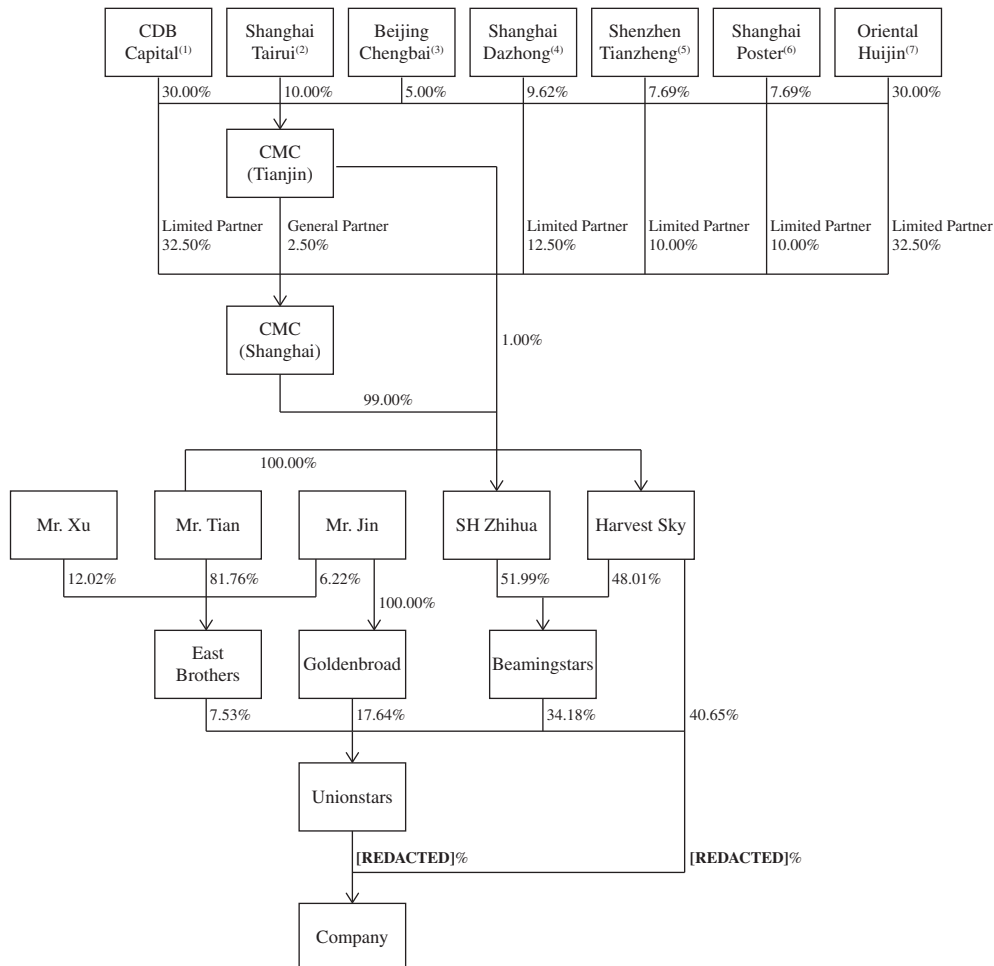 CDB
Capital(1)
Shanghai
Tairui(2)
Beijing
Chengbai(3)
Shanghai
Dazhong(4)
Shenzhen
Tianzheng(5)
Shanghai
Poster(6)
Oriental
Huijin(7)
30.00%
10.00%
5.00%
9.62%
7.69%
7.69%
30.00%
CMC
(Tianjin)
Limited Partner
32.50%
General Partner
2.50%
Limited Partner
12.50%
Limited Partner
10.00%
Limited Partner
10.00%
Limited Partner
32.50%
CMC
(Shanghai)
1.00%
99.00%
100.00%
Mr. Xu
Mr. Tian
Mr. Jin
SH Zhihua
Harvest Sky
12.02%
81.76%
6.22%
51.99%
48.01%
100.00%
East
Brothers
Goldenbroad
Beamingstars
7.53%
17.64%
34.18%
40.65%
Unionstars
[REDACTED]%
[REDACTED]%
Company